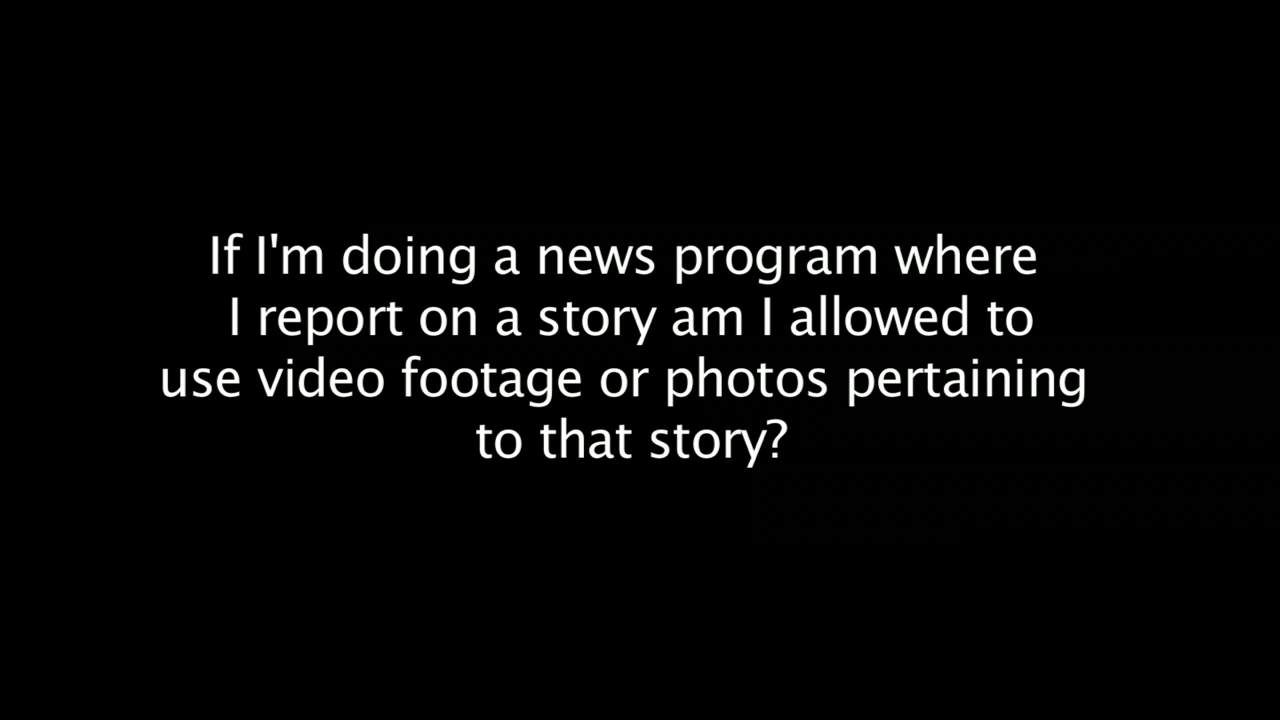 If I'm doing a news program where
I report on a story am I allowed to
use video footage or photos pertaining
to that story?